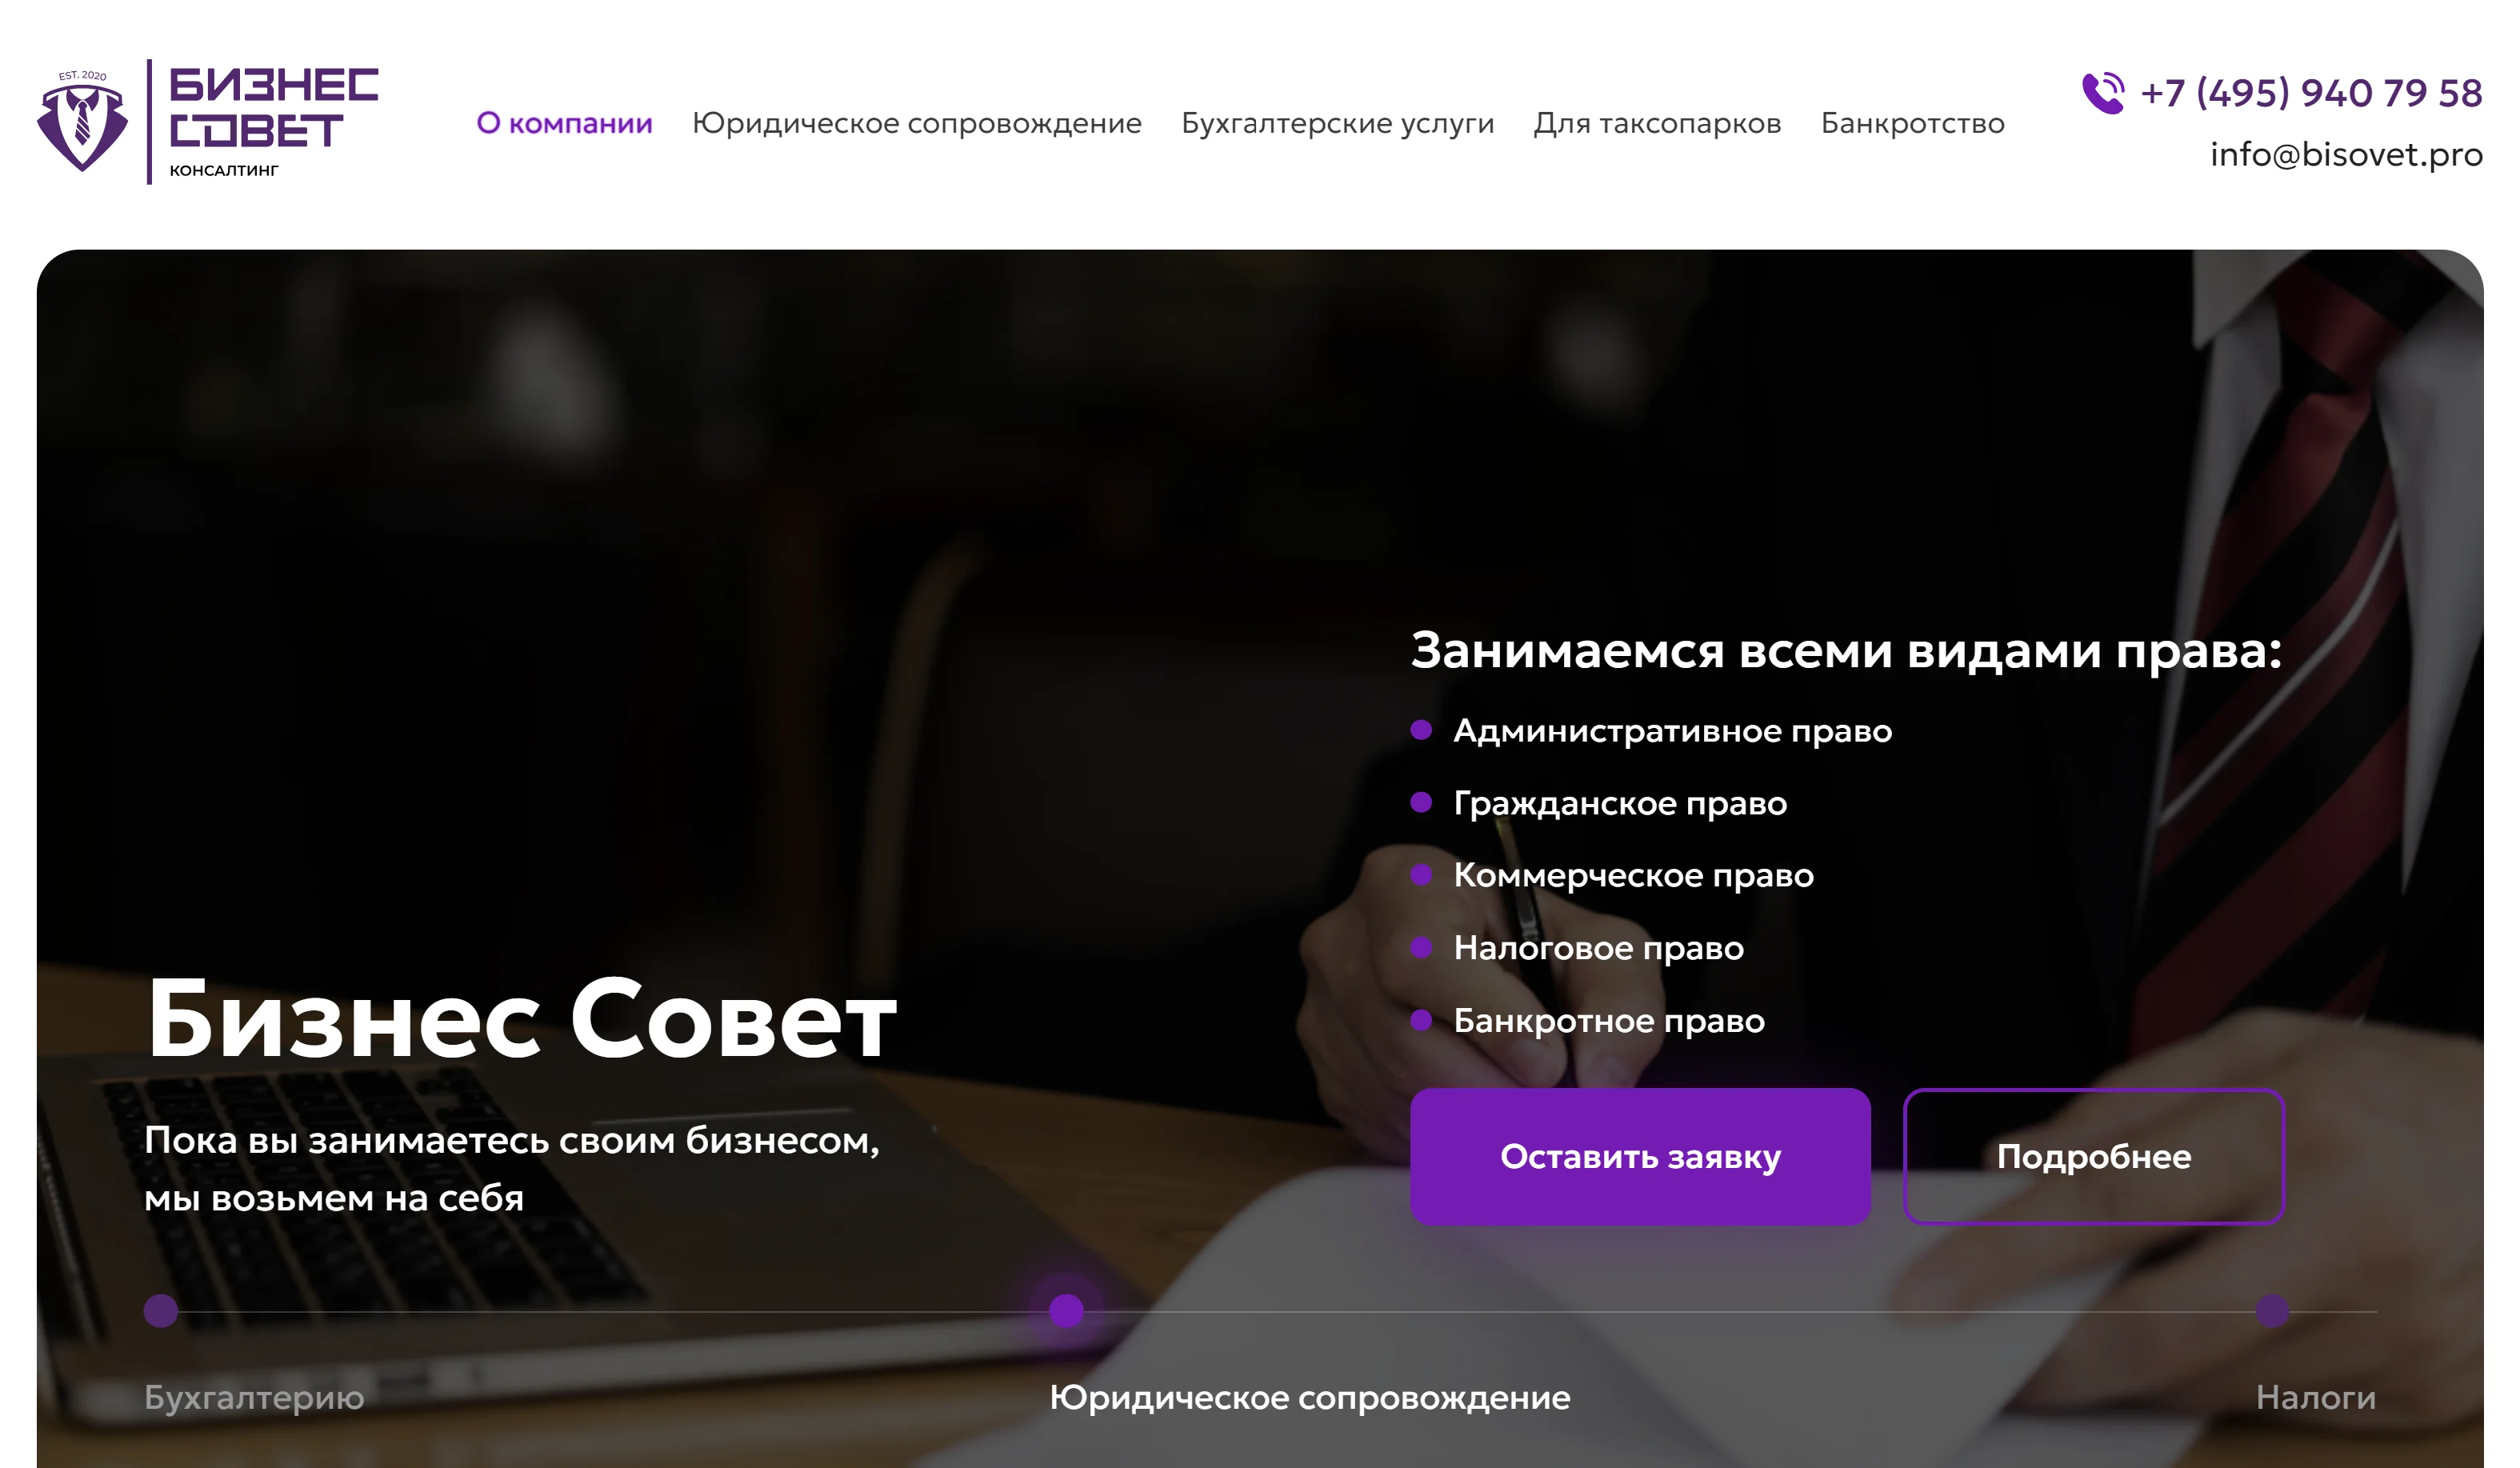 EST. 2020
БИЗНЕС
СОВЕТ
КОНСАЛТИНГ
О компании
Юридическое сопровождение
Бухгалтерские услуги
Для таксопарков
Банкротство
+7 (495) 940 79 58
info@bisovet.pro
Занимаемся всеми видами права:
Административное право
Гражданское право
Коммерческое право
Налоговое право
Банкротное право
Бизнес Совет
Пока вы занимаетесь своим бизнесом,
мы возьмем на себя
Оставить заявку
Подробнее
Бухгалтерию
Юридическое сопровождение
Налоги